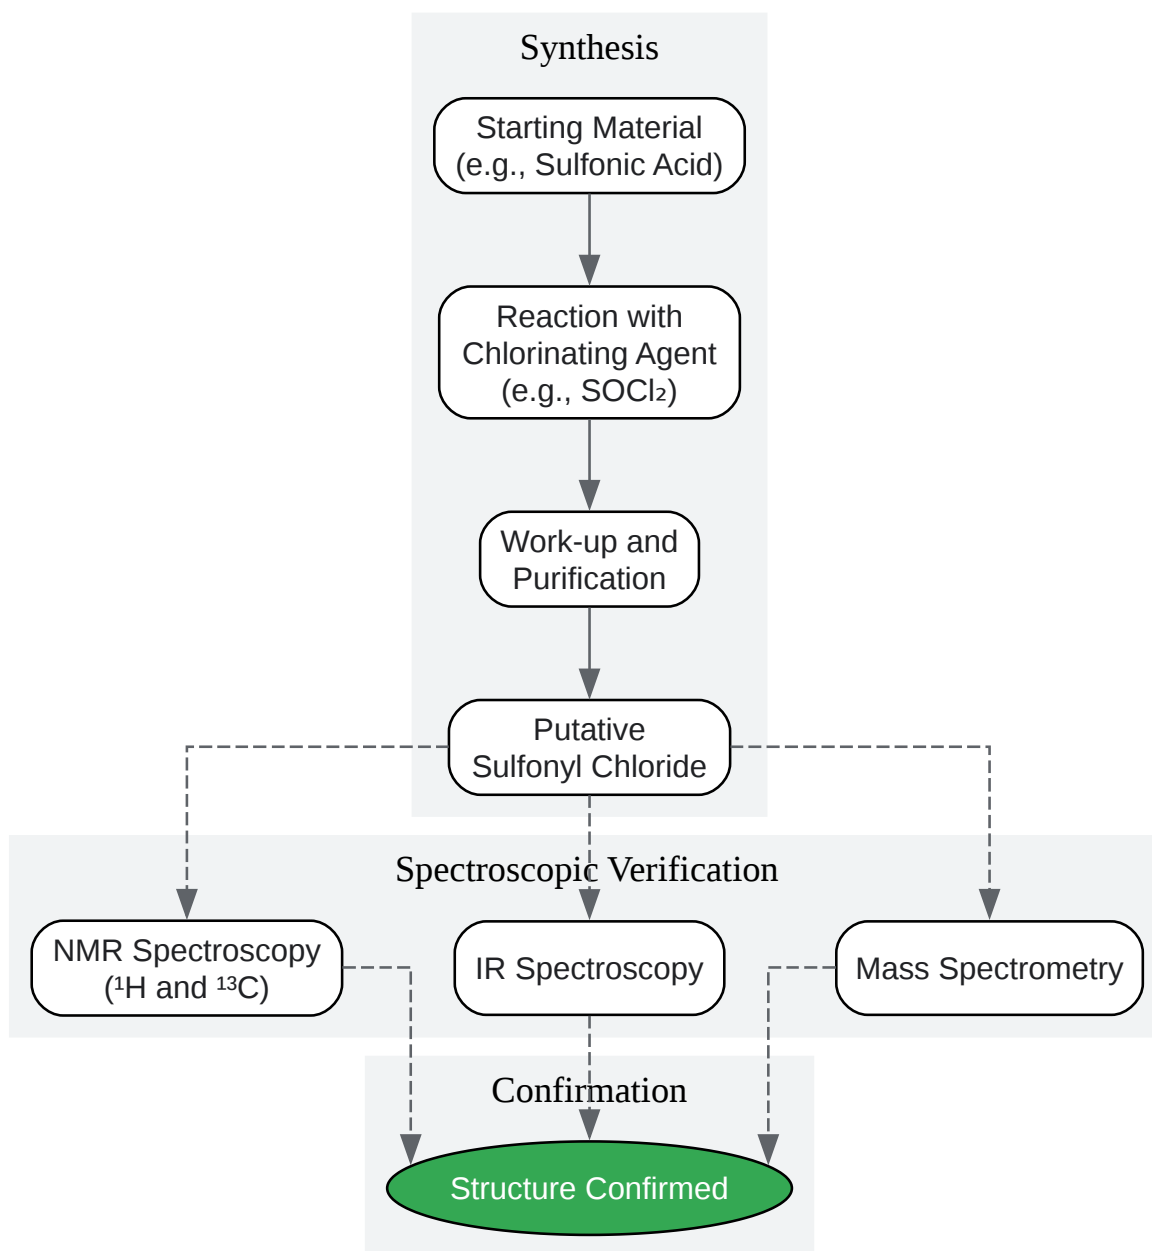 Synthesis
Starting Material
(e.g., Sulfonic Acid)
Reaction with
Chlorinating Agent
(e.g., SOCl₂)
Work-up and
Purification
Putative
Sulfonyl Chloride
Spectroscopic Verification
NMR Spectroscopy
(¹H and ¹³C)
IR Spectroscopy
Mass Spectrometry
Confirmation
Structure Confirmed